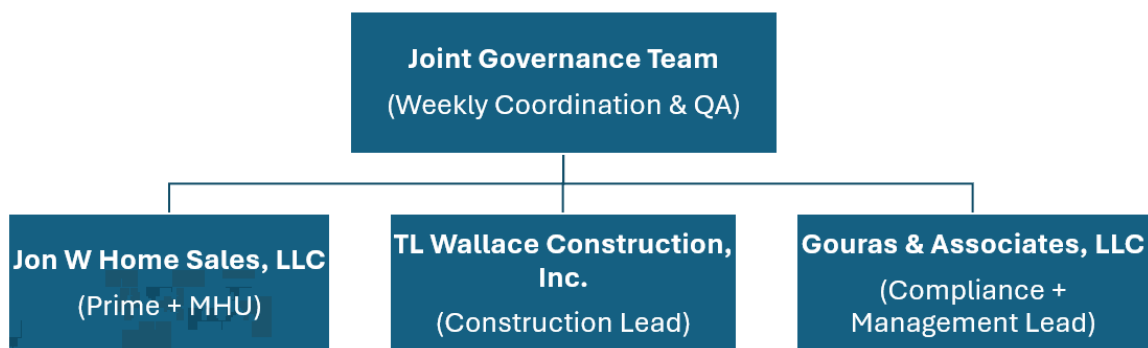 Joint Governance Team
(Weekly Coordination & QA)
Jon W Home Sales, LLC
(Prime + MHU)
TL Wallace Construction,
Inc.
(Construction Lead)
Gouras & Associates, LLC
(Compliance +
Management Lead)